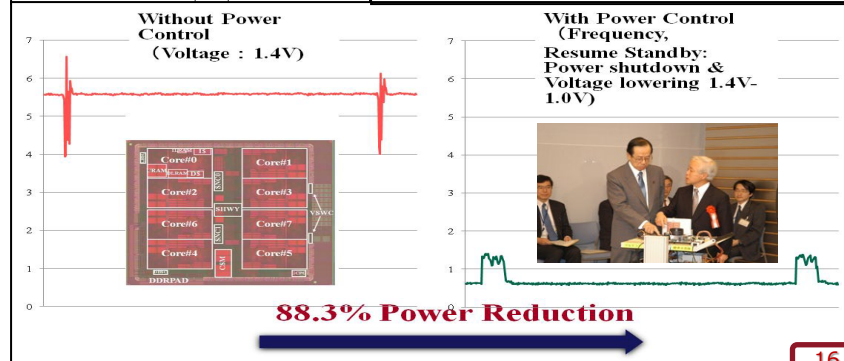 Without Power
Control
（Voltage : 1.4V)
7
6
5
4
3
2
1
0
Core#0
Core#1
Core#2
Core#3
Core#6
Core#7
Core#4
Core#5
SNC0
SHWY
SNC1
VSWC
CSM
DDRPAD
With Power Control
（Frequency,
Resume Standby:
Power shutdown &
Voltage lowering 1.4V-
1.0V)
7
6
5
4
3
2
1
0
88.3% Power Reduction
16